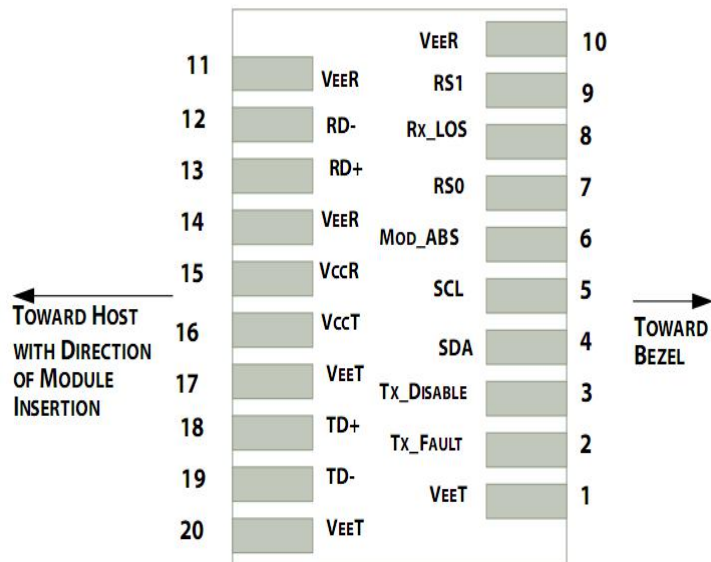 11 VEER
12 RD-
13 RD+
14 VEER
15 VCCR
16 VCCT
17 VEET
18 TD+
19 TD-
20 VEET
VEER 10
RS1 9
RX_LOS 8
RS0 7
MOD_ABS 6
SCL 5
SDA 4
TX_DISABLE 3
TX_FAULT 2
VEET 1
TOWARD HOST
WITH DIRECTION
OF MODULE
INSERTION
TOWARD
BEZEL